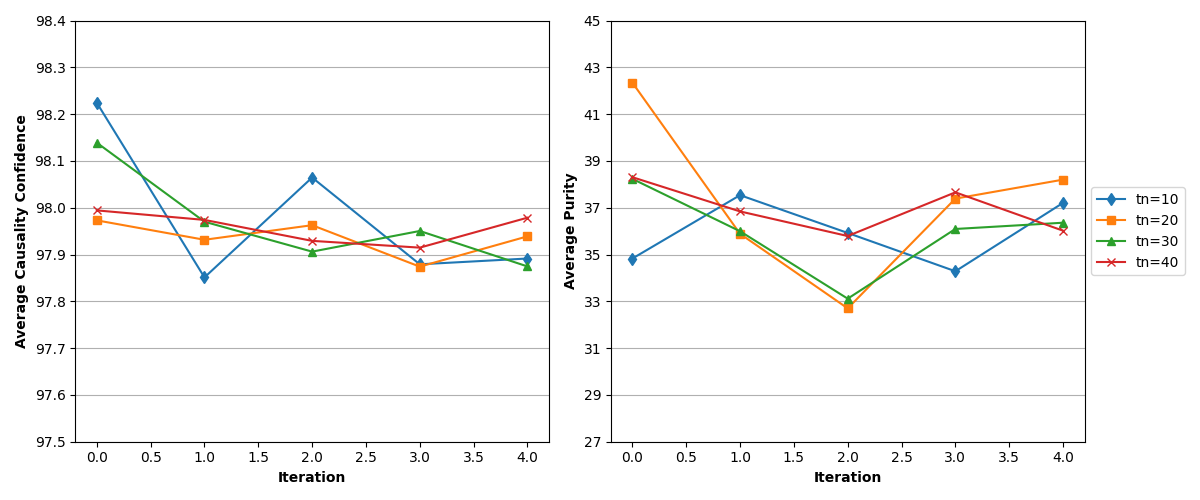 98.4
98.3
98.2
98.1
98.0
97.9
97.8
97.7
97.6
97.5
Average Causality Confidence
0.0 0.5 1.0 1.5 2.0 2.5 3.0 3.5 4.0
Iteration
45
43
41
39
37
35
33
31
29
27
Average Purity
0.0 0.5 1.0 1.5 2.0 2.5 3.0 3.5 4.0
Iteration
tn=10
tn=20
tn=30
tn=40